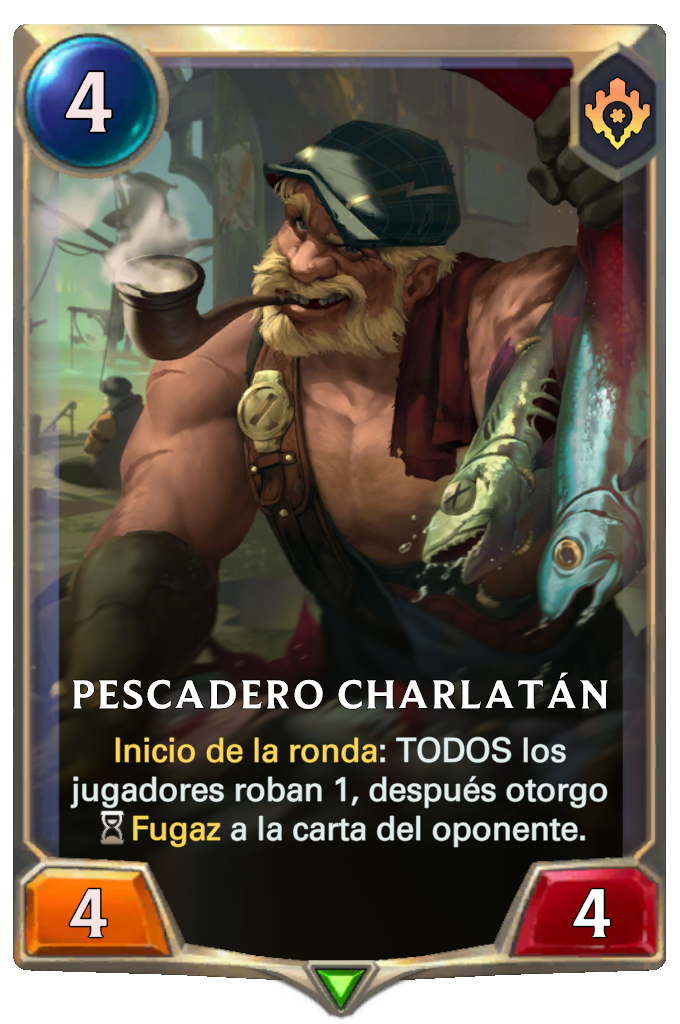 4
PESCADERO CHARLATÁN
Inicio de la ronda: TODOS los
jugadores roban 1, después otorgo
Fugaz a la carta del oponente.
4
4